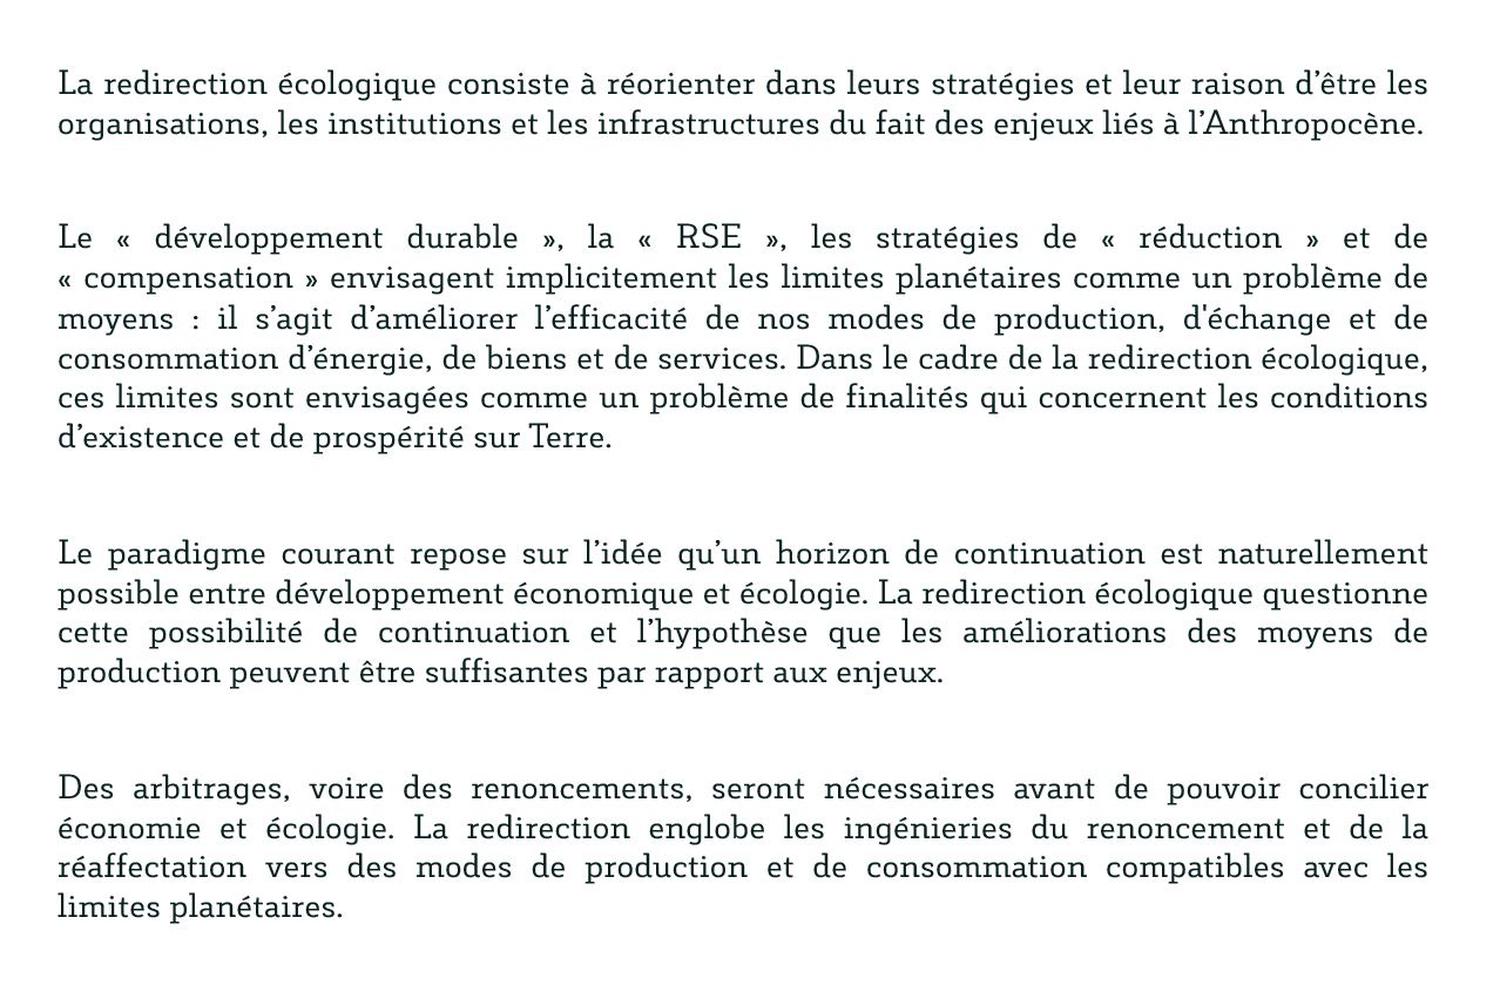 La redirection écologique consiste à réorienter dans leurs stratégies et leur raison d’être les
organisations, les institutions et les infrastructures du fait des enjeux liés à l’Anthropocène.
Le « développement durable », la « RSE », les stratégies de « réduction » et de
« compensation » envisagent implicitement les limites planétaires comme un problème de
moyens : il s’agit d’améliorer l’efficacité de nos modes de production, d'échange et de
consommation d’énergie, de biens et de services. Dans le cadre de la redirection écologique,
ces limites sont envisagées comme un problème de finalités qui concernent les conditions
d’existence et de prospérité sur Terre.
Le paradigme courant repose sur l’idée qu’un horizon de continuation est naturellement
possible entre développement économique et écologie. La redirection écologique questionne
cette possibilité de continuation et l’hypothèse que les améliorations des moyens de
production peuvent être suffisantes par rapport aux enjeux.
Des arbitrages, voire des renoncements, seront nécessaires avant de pouvoir concilier
économie et écologie. La redirection englobe les ingénieries du renoncement et de la
réaffectation vers des modes de production et de consommation compatibles avec les
limites planétaires.